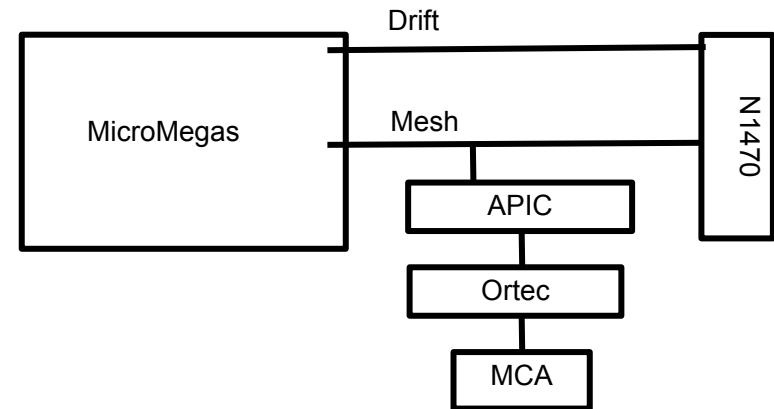 Drift
MicroMegas
Mesh
N1470
APIC
Ortec
MCA